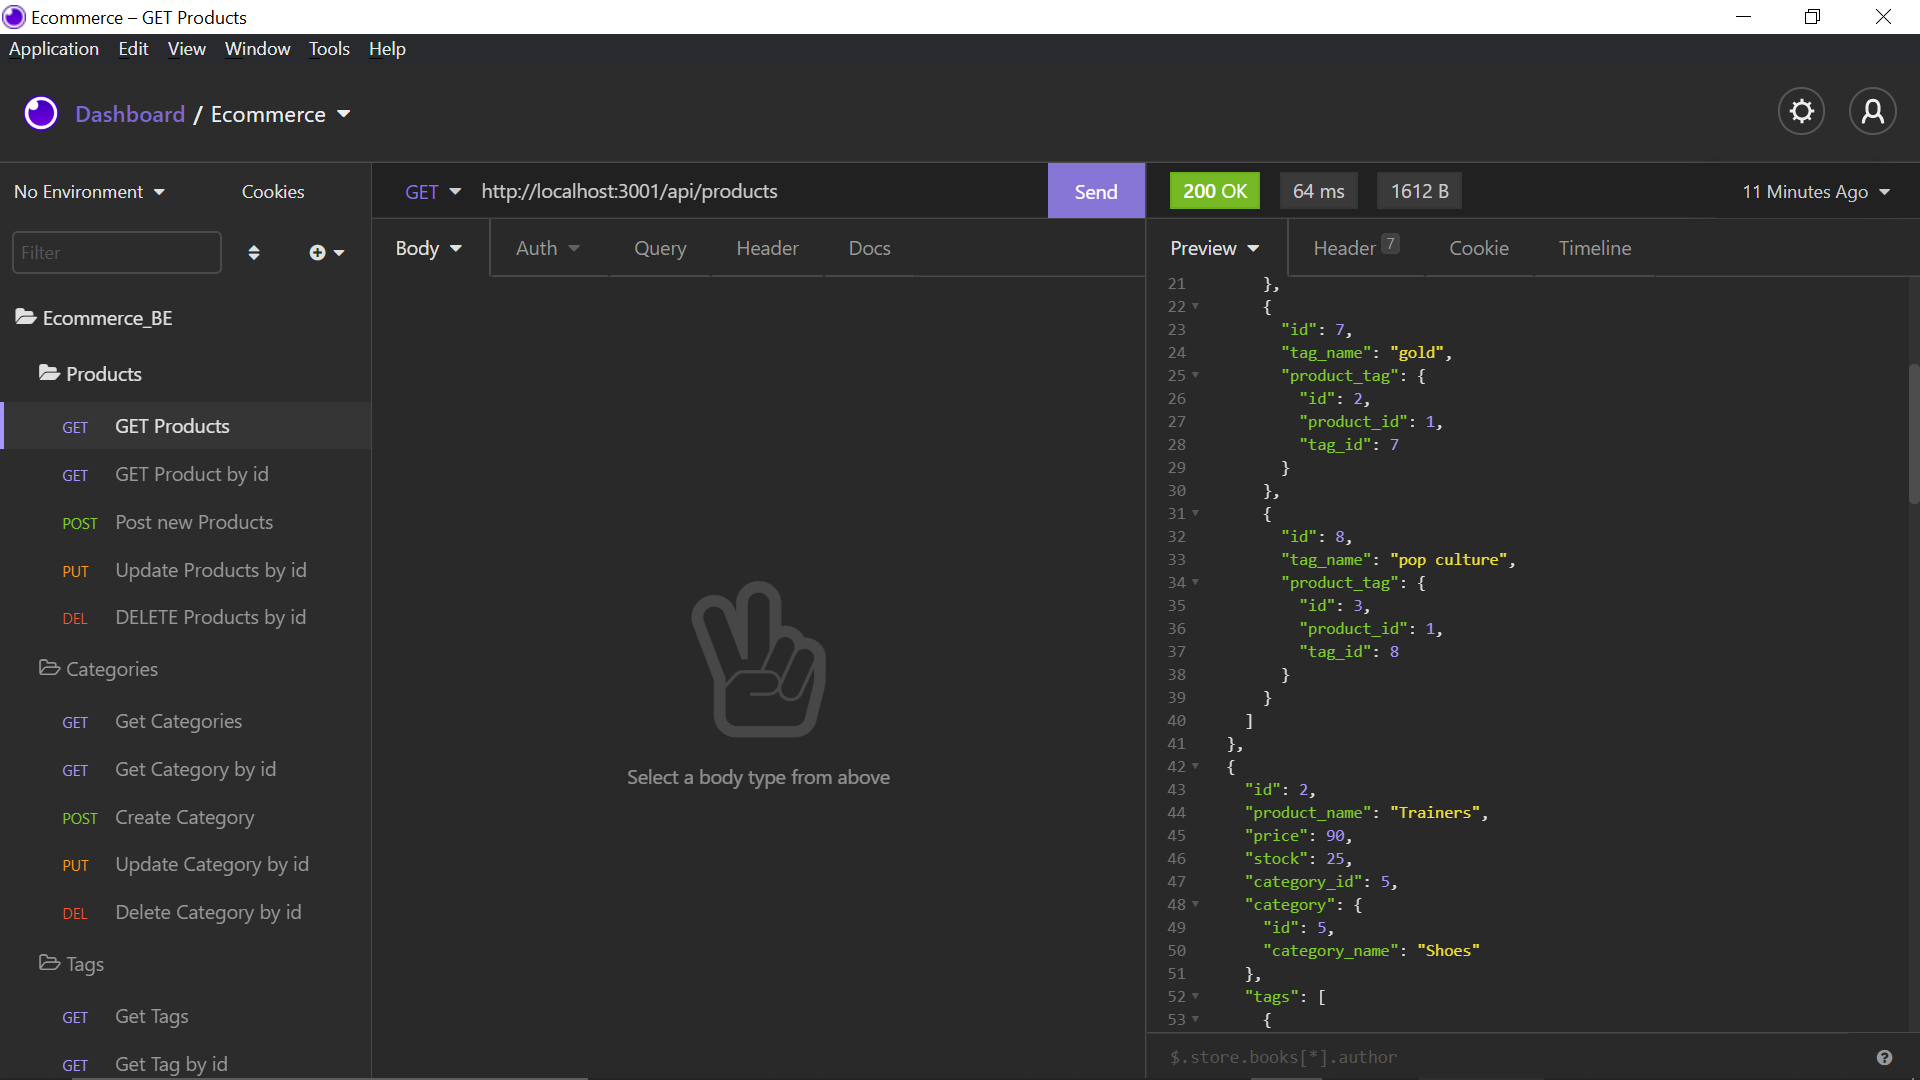 Ecommerce – GET Products
Application Edit View Window Tools Help
Dashboard / Ecommerce
No Environment Cookies
GET http://localhost:3001/api/products Send
200 OK 64 ms 1612 B 11 Minutes Ago
Filter
Body Auth Query Header Docs
Preview Header 7 Cookie Timeline
Ecommerce_BE
Products
GET GET Products
GET GET Product by id
POST Post new Products
PUT Update Products by id
DEL DELETE Products by id
Categories
GET Get Categories
GET Get Category by id
POST Create Category
PUT Update Category by id
DEL Delete Category by id
Tags
GET Get Tags
GET Get Tag by id
Select a body type from above
21 },
22 {
23 "id": 7,
24 "tag_name": "gold",
25 "product_tag": {
26 "id": 2,
27 "product_id": 1,
28 "tag_id": 7
29 }
30 },
31 {
32 "id": 8,
33 "tag_name": "pop culture",
34 "product_tag": {
35 "id": 3,
36 "product_id": 1,
37 "tag_id": 8
38 }
39 }
40 ]
41 },
42 {
43 "id": 2,
44 "product_name": "Trainers",
45 "price": 90,
46 "stock": 25,
47 "category_id": 5,
48 "category": {
49 "id": 5,
50 "category_name": "Shoes"
51 },
52 "tags": [
53 {
$.store.books[*].author ?